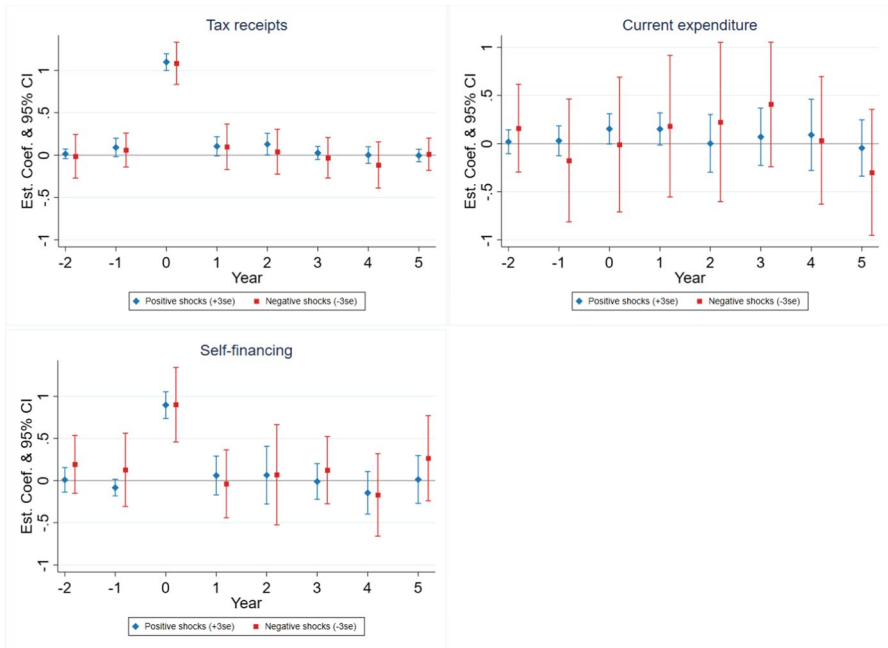 Tax receipts
Est. Coef. & 95% CI
1
.5
0
-.5
-1
-2 -1 0 1 2 3 4 5
Year
Positive shocks (+3se) Negative shocks (-3se)
Current expenditure
Est. Coef. & 95% CI
1
.5
0
-.5
-1
-2 -1 0 1 2 3 4 5
Year
Positive shocks (+3se) Negative shocks (-3se)
Self-financing
Est. Coef. & 95% CI
1
.5
0
-.5
-1
-2 -1 0 1 2 3 4 5
Year
Positive shocks (+3se) Negative shocks (-3se)